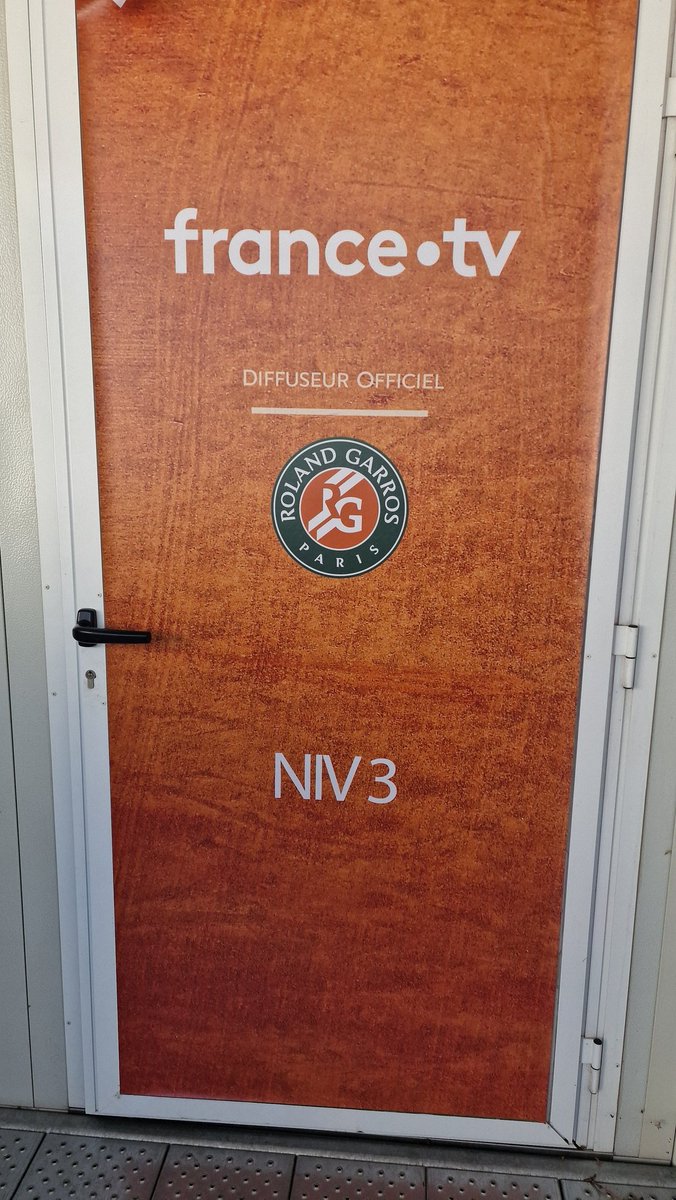 france•tv
DIFFUSEUR OFFICIEL
ROLAND GARROS
RG
PARIS
NIV 3